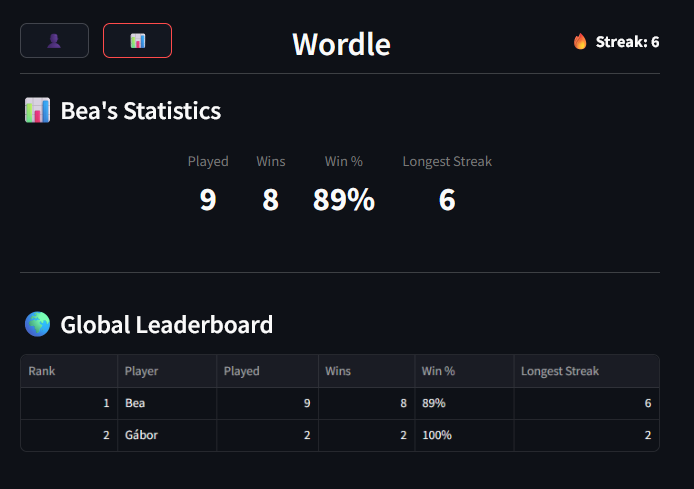 Wordle
Streak: 6
Bea's Statistics
Played Wins Win % Longest Streak
9 8 89% 6
Global Leaderboard
Rank Player Played Wins Win % Longest Streak
1 Bea 9 8 89% 6
2 Gábor 2 2 100% 2